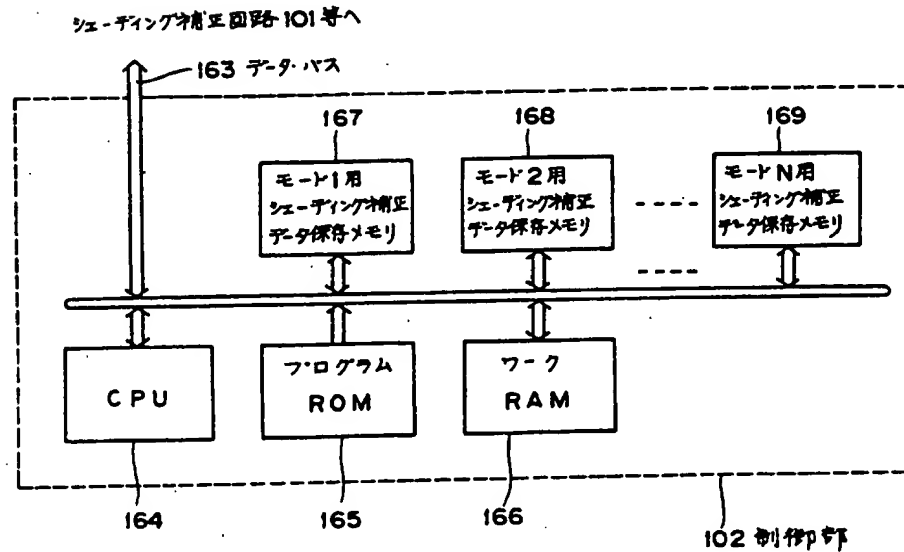 シェーディング補正回路101等へ
163 データ・バス
167
168
169
モード1用
シェーディング補正
データ保存メモリ
モード2用
シェーディング補正
データ保存メモリ
モードN用
シェーディング補正
データ保存メモリ
CPU
プログラム
ROM
ワーク
RAM
164
165
166
102 制御部